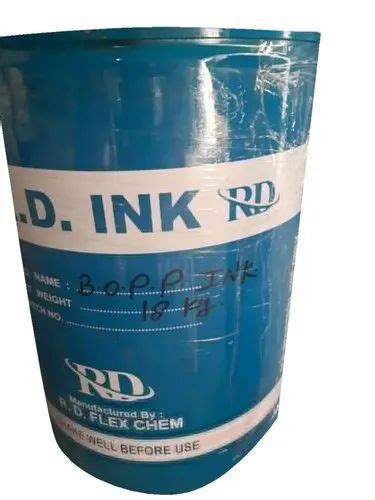 .D. INK RD
NAME : B.O.P.P INK
WEIGHT 18 Kg
NO.
RD
Manufactured By :
R. D. FLEX CHEM
SHAKE WELL BEFORE USE